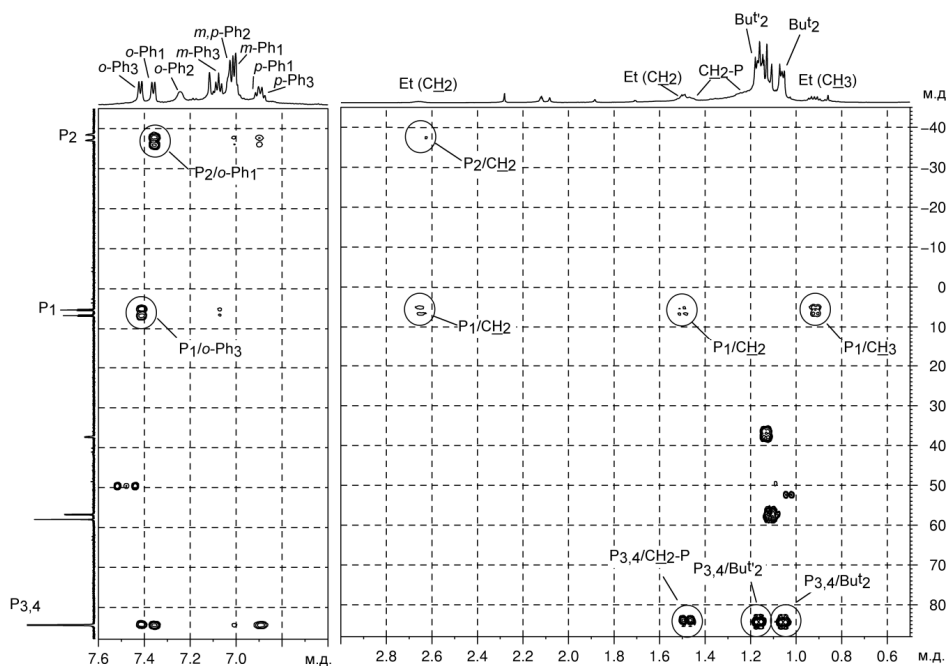 m,p-Ph2
m-Ph3
m-Ph1
o-Ph1
o-Ph3
o-Ph2
p-Ph1
p-Ph3
But'2
But2
Et (CH2)
Et (CH2)
CH2-P
Et (CH3)
м.д.
P2
P2/o-Ph1
P2/CH2
-40
-30
-20
-10
0
P1
P1/o-Ph3
P1/CH2
P1/CH2
P1/CH3
10
20
30
40
50
60
70
P3,4/CH2-P
P3,4/But'2
P3,4/But2
P3,4
80
7.6
7.4
7.2
7.0
м.д.
2.8
2.6
2.4
2.2
2.0
1.8
1.6
1.4
1.2
1.0
0.8
0.6
м.д.